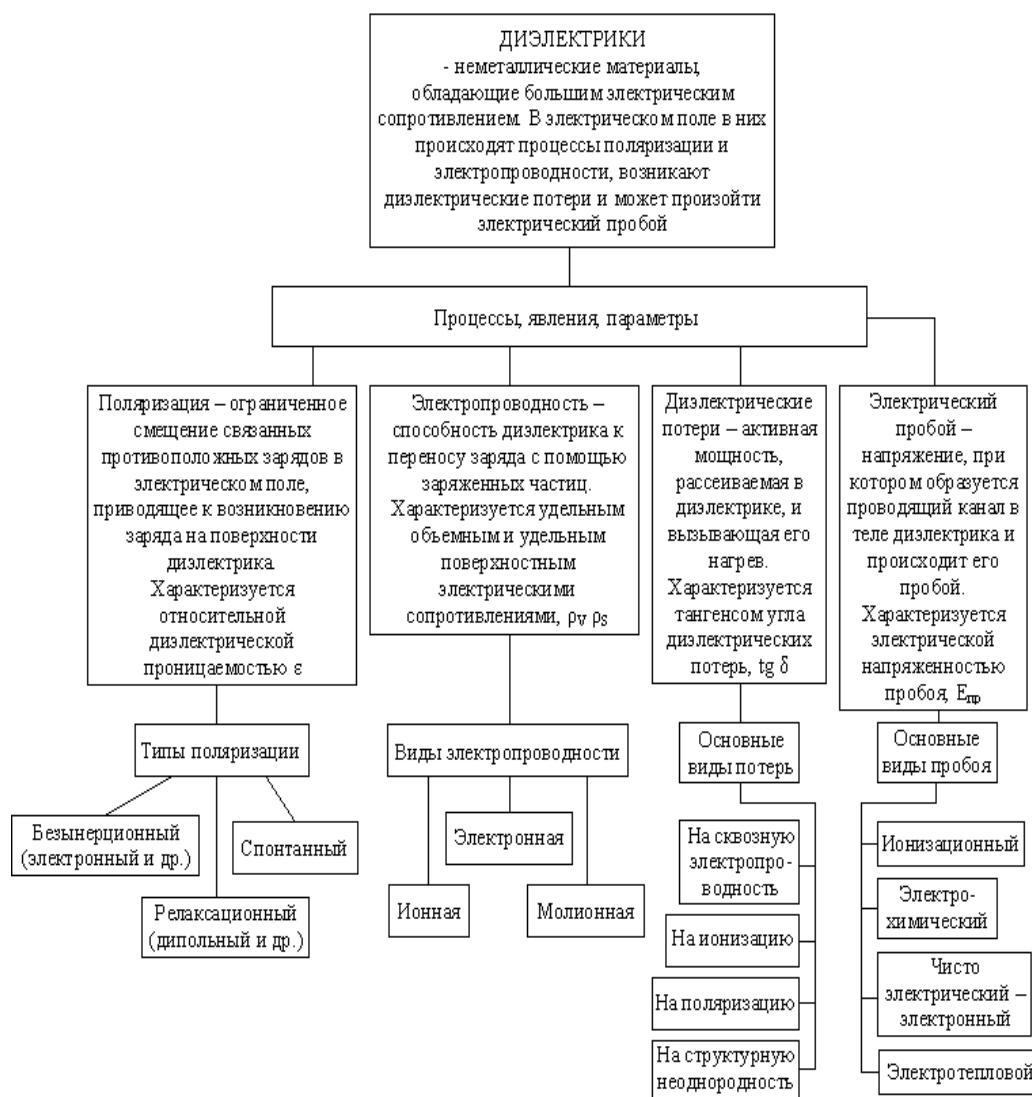 ДИЭЛЕКТРИКИ
- неметаллические материалы,
обладающие большим электрическим
сопротивлением. В электрическом поле в них
происходят процессы поляризации и
электропроводности, возникают
диэлектрические потери и может произойти
электрический пробой
Процессы, явления, параметры
Поляризация – ограниченное
смещение связанных
противоположных зарядов в
электрическом поле,
приводящее к возникновению
заряда на поверхности
диэлектрика.
Характеризуется
относительной
диэлектрической
проницаемостью ε
Электропроводность –
способность диэлектрика к
переносу заряда с помощью
заряженных частиц.
Характеризуется удельным
объемным и удельным
поверхностным
электрическими
сопротивлениями, ρv ρs
Диэлектрические
потери – активная
мощность,
рассеиваемая в
диэлектрике, и
вызывающая его
нагрев.
Характеризуется
тангенсом угла
диэлектрических
потерь, tg δ
Электрический
пробой –
напряжение, при
котором образуется
проводящий канал в
теле диэлектрика и
происходит его
пробой.
Характеризуется
электрической
напряженностью
пробоя, Eпр
Типы поляризации
Безынерционный
(электронный и др.)
Спонтанный
Релаксационный
(дипольный и др.)
Виды электропроводности
Электронная
Ионная
Молионная
Основные
виды потерь
На сквозную
электропро-
водность
На ионизацию
На поляризацию
На структурную
неоднородность
Основные
виды пробоя
Ионизационный
Электро-
химический
Чисто
электрический –
электронный
Электротепловой